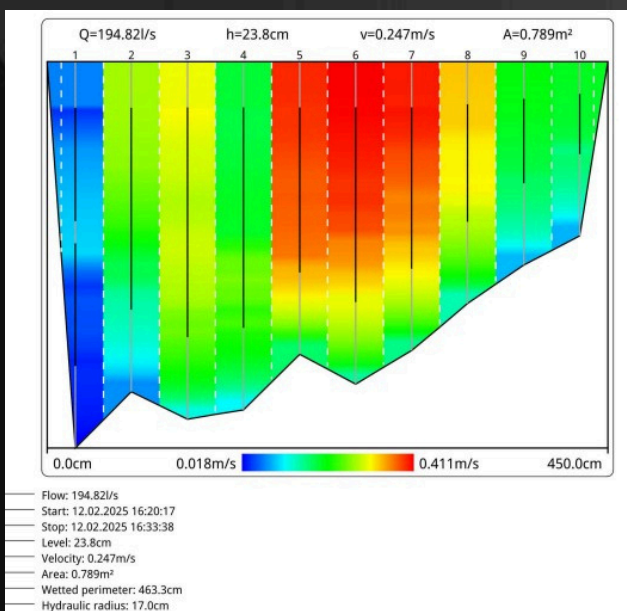 Q=194.82l/s h=23.8cm v=0.247m/s A=0.789m²
1 2 3 4 5 6 7 8 9 10
0.0cm 0.018m/s 0.411m/s 450.0cm
Flow: 194.82l/s
Start: 12.02.2025 16:20:17
Stop: 12.02.2025 16:33:38
Level: 23.8cm
Velocity: 0.247m/s
Area: 0.789m²
Wetted perimeter: 463.3cm
Hydraulic radius: 17.0cm